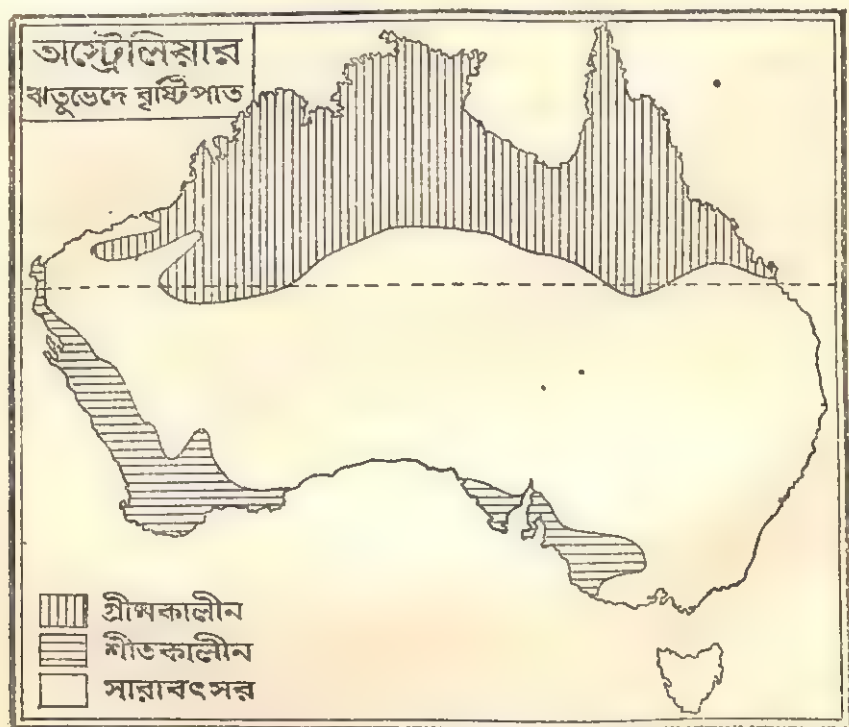 অস্ট্রেলিয়ার
ঋতুভেদে বৃষ্টিপাত
গ্রীষ্মকালীন
শীতকালীন
সারাবৎসর